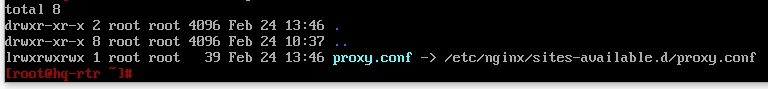 total 8
drwxr-xr-x 2 root root 4096 Feb 24 13:46 .
drwxr-xr-x 8 root root 4096 Feb 24 10:37 ..
lrwxrwxrwx 1 root root   39 Feb 24 13:46 proxy.conf -> /etc/nginx/sites-available.d/proxy.conf
[root@hq-rtr ~]#